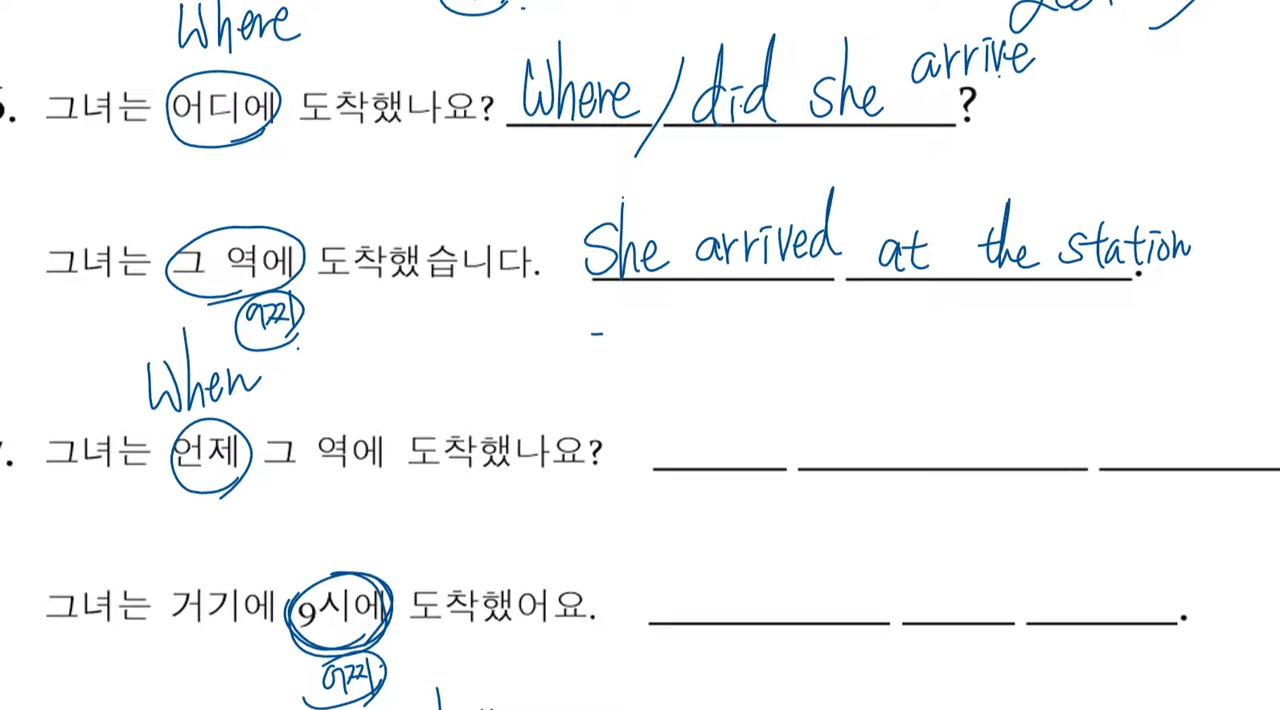 Where
. 그녀는 어디에 도착했나요? Where / did she arrive ?
그녀는 그 역에 도착했습니다. She arrived at the station.
When
. 그녀는 언제 그 역에 도착했나요?
그녀는 거기에 9시에 도착했어요. .